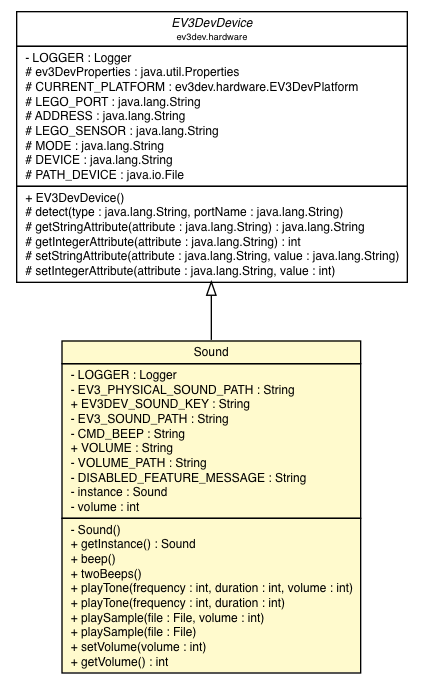 EV3DevDevice
ev3dev.hardware
- LOGGER : Logger
# ev3DevProperties : java.util.Properties
# CURRENT_PLATFORM : ev3dev.hardware.EV3DevPlatform
# LEGO_PORT : java.lang.String
# ADDRESS : java.lang.String
# LEGO_SENSOR : java.lang.String
# MODE : java.lang.String
# DEVICE : java.lang.String
# PATH_DEVICE : java.io.File
+ EV3DevDevice()
# detect(type : java.lang.String, portName : java.lang.String)
# getStringAttribute(attribute : java.lang.String) : java.lang.String
# getIntegerAttribute(attribute : java.lang.String) : int
# setStringAttribute(attribute : java.lang.String, value : java.lang.String)
# setIntegerAttribute(attribute : java.lang.String, value : int)
Sound
- LOGGER : Logger
- EV3_PHYSICAL_SOUND_PATH : String
+ EV3DEV_SOUND_KEY : String
- EV3_SOUND_PATH : String
- CMD_BEEP : String
+ VOLUME : String
- VOLUME_PATH : String
- DISABLED_FEATURE_MESSAGE : String
- instance : Sound
- volume : int
- Sound()
+ getInstance() : Sound
+ beep()
+ twoBeeps()
+ playTone(frequency : int, duration : int, volume : int)
+ playTone(frequency : int, duration : int)
+ playSample(file : File, volume : int)
+ playSample(file : File)
+ setVolume(volume : int)
+ getVolume() : int